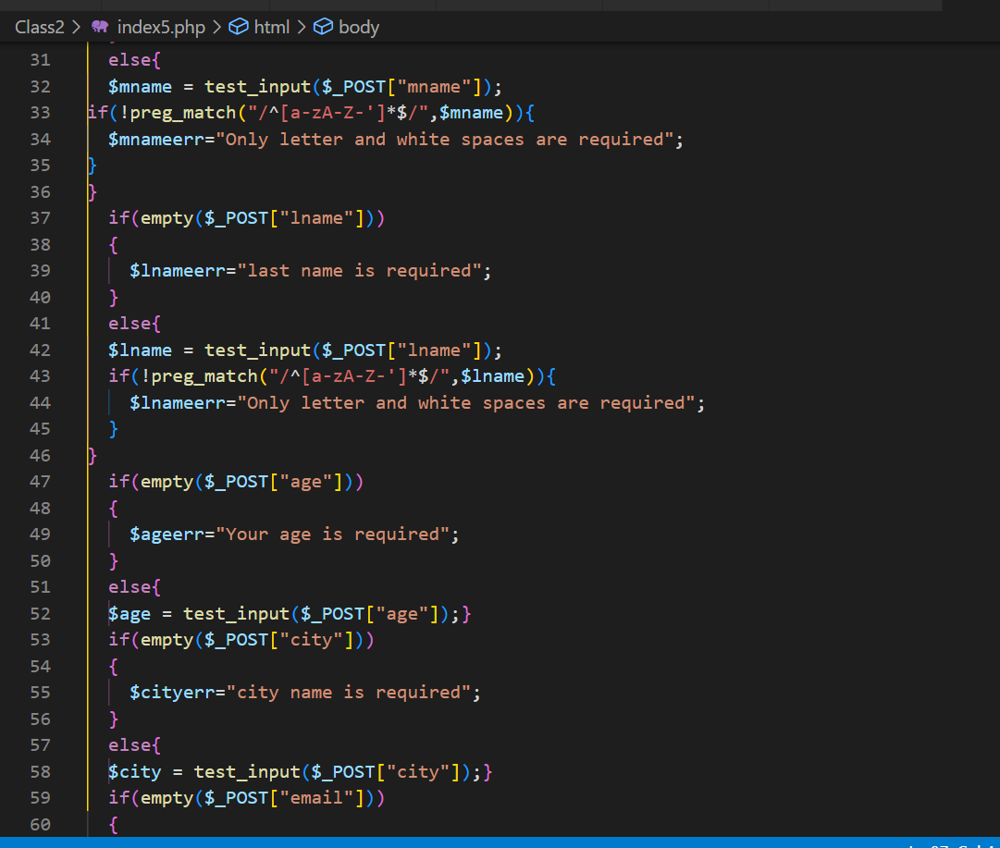 Class2 > index5.php > html > body
31 else{
32 $mname = test_input($_POST["mname"]);
33 if(!preg_match("/^[a-zA-Z-']*$/",$mname)){
34 $mnameerr="Only letter and white spaces are required";
35 }
36 }
37 if(empty($_POST["lname"]))
38 {
39 $lnameerr="last name is required";
40 }
41 else{
42 $lname = test_input($_POST["lname"]);
43 if(!preg_match("/^[a-zA-Z-']*$/",$lname)){
44 $lnameerr="Only letter and white spaces are required";
45 }
46 }
47 if(empty($_POST["age"]))
48 {
49 $ageerr="Your age is required";
50 }
51 else{
52 $age = test_input($_POST["age"]);}
53 if(empty($_POST["city"]))
54 {
55 $cityerr="city name is required";
56 }
57 else{
58 $city = test_input($_POST["city"]);}
59 if(empty($_POST["email"]))
60 {